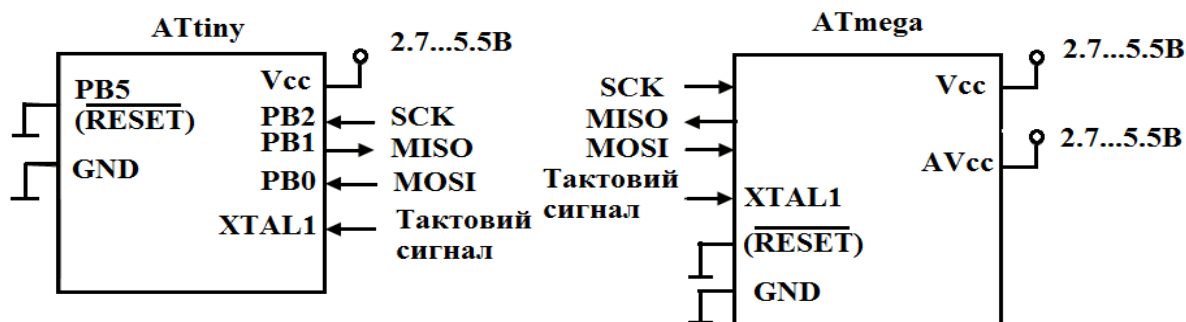 ATtiny
2.7...5.5В
Vcc
PB5
(RESET)
PB2
SCK
PB1
MISO
GND
PB0
MOSI
XTAL1
Тактовий
сигнал
ATmega
2.7...5.5В
Vcc
SCK
MISO
MOSI
2.7...5.5В
AVcc
Тактовий
сигнал
XTAL1
(RESET)
GND